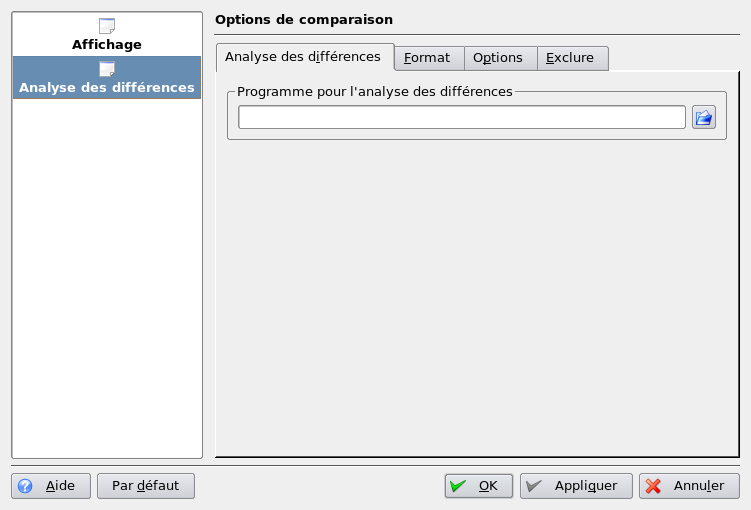 Affichage
Analyse des différences
Options de comparaison
Analyse des différences Format Options Exclure
Programme pour l'analyse des différences
Aide Par défaut OK Appliquer Annuler